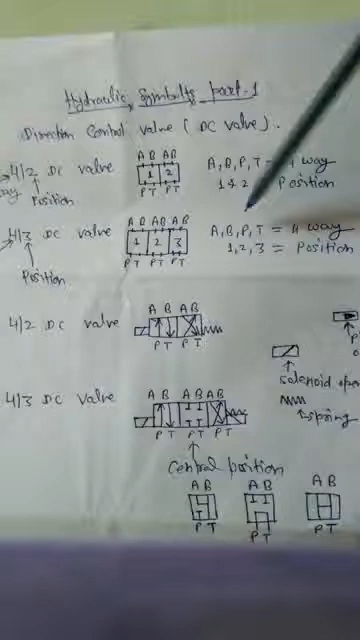 Hydraulic Symbolts part-1
Direction Control valve (DC valve).
A B A B
4/2 DC valve 1 2 A, B, P, T = 4 way
way P T P T 1 & 2 Position
Position
A B A B A B
4/3 DC valve 1 2 3 A, B, P, T = 4 way
P T P T P T 1, 2, 3 = Position
Position
A B A B
4/2 DC valve
P T P T
Solenoid
A B A B A B
4/3 DC valve
spring
P T P T
Central position
A B A B A B
P T P T P T